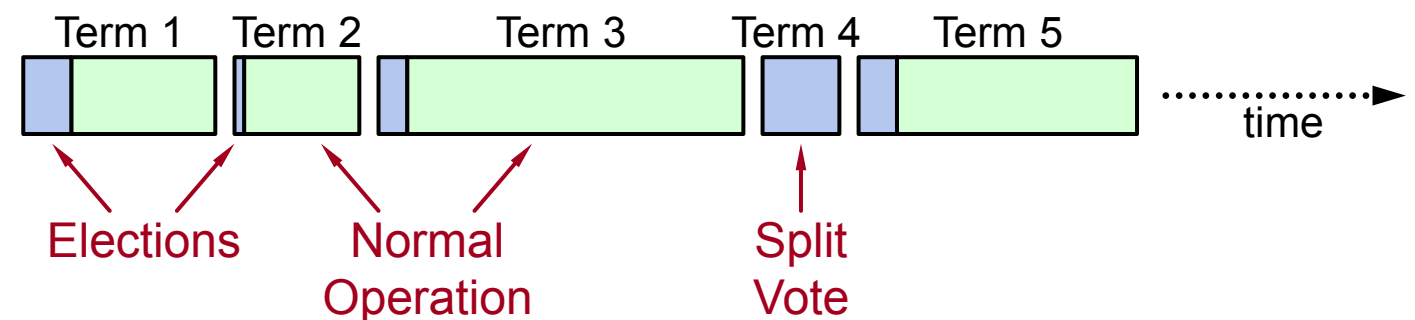 Term 1 Term 2 Term 3 Term 4 Term 5
time
Elections Normal Split
Operation Vote